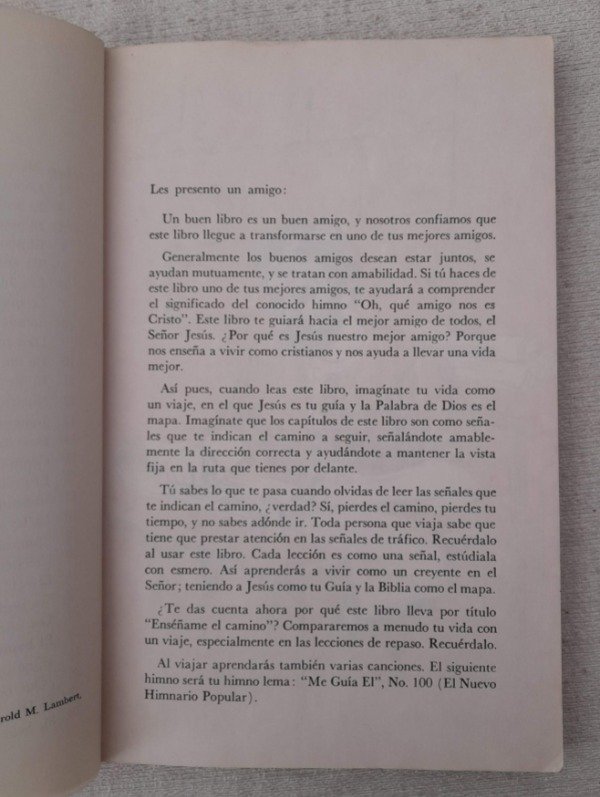 Les presento un amigo:
Un buen libro es un buen amigo, y nosotros confiamos que
este libro llegue a transformarse en uno de tus mejores amigos.
Generalmente los buenos amigos desean estar juntos, se
ayudan mutuamente, y se tratan con amabilidad. Si tú haces de
este libro uno de tus mejores amigos, te ayudará a comprender
el significado del conocido himno “Oh, qué amigo nos es
Cristo”. Este libro te guiará hacia el mejor amigo de todos, el
Señor Jesús. ¿Por qué es Jesús nuestro mejor amigo? Porque
nos enseña a vivir como cristianos y nos ayuda a llevar una vida
mejor.
Así pues, cuando leas este libro, imagínate tu vida como
un viaje, en el que Jesús es tu guía y la Palabra de Dios es el
mapa. Imagínate que los capítulos de este libro son como seña-
les que te indican el camino a seguir, señalándote amable-
mente la dirección correcta y ayudándote a mantener la vista
fija en la ruta que tienes por delante.
Tú sabes lo que te pasa cuando olvidas de leer las señales que
te indican el camino, ¿verdad? Sí, pierdes el camino, pierdes tu
tiempo, y no sabes adónde ir. Toda persona que viaja sabe que
tiene que prestar atención en las señales de tráfico. Recuérdalo
al usar este libro. Cada lección es como una señal, estúdiala
con esmero. Así aprenderás a vivir como un creyente en el
Señor; teniendo a Jesús como tu Guía y la Biblia como el mapa.
¿Te das cuenta ahora por qué este libro lleva por titulo
“Enséñame el camino”? Compararemos a menudo tu vida con
un viaje, especialmente en las lecciones de repaso. Recuérdalo.
Al viajar aprendarás también varias canciones. El siguiente
himno será tu himno lema: “Me Guía El”, No. 100 (El Nuevo
Himnario Popular).
rold M. Lambert.